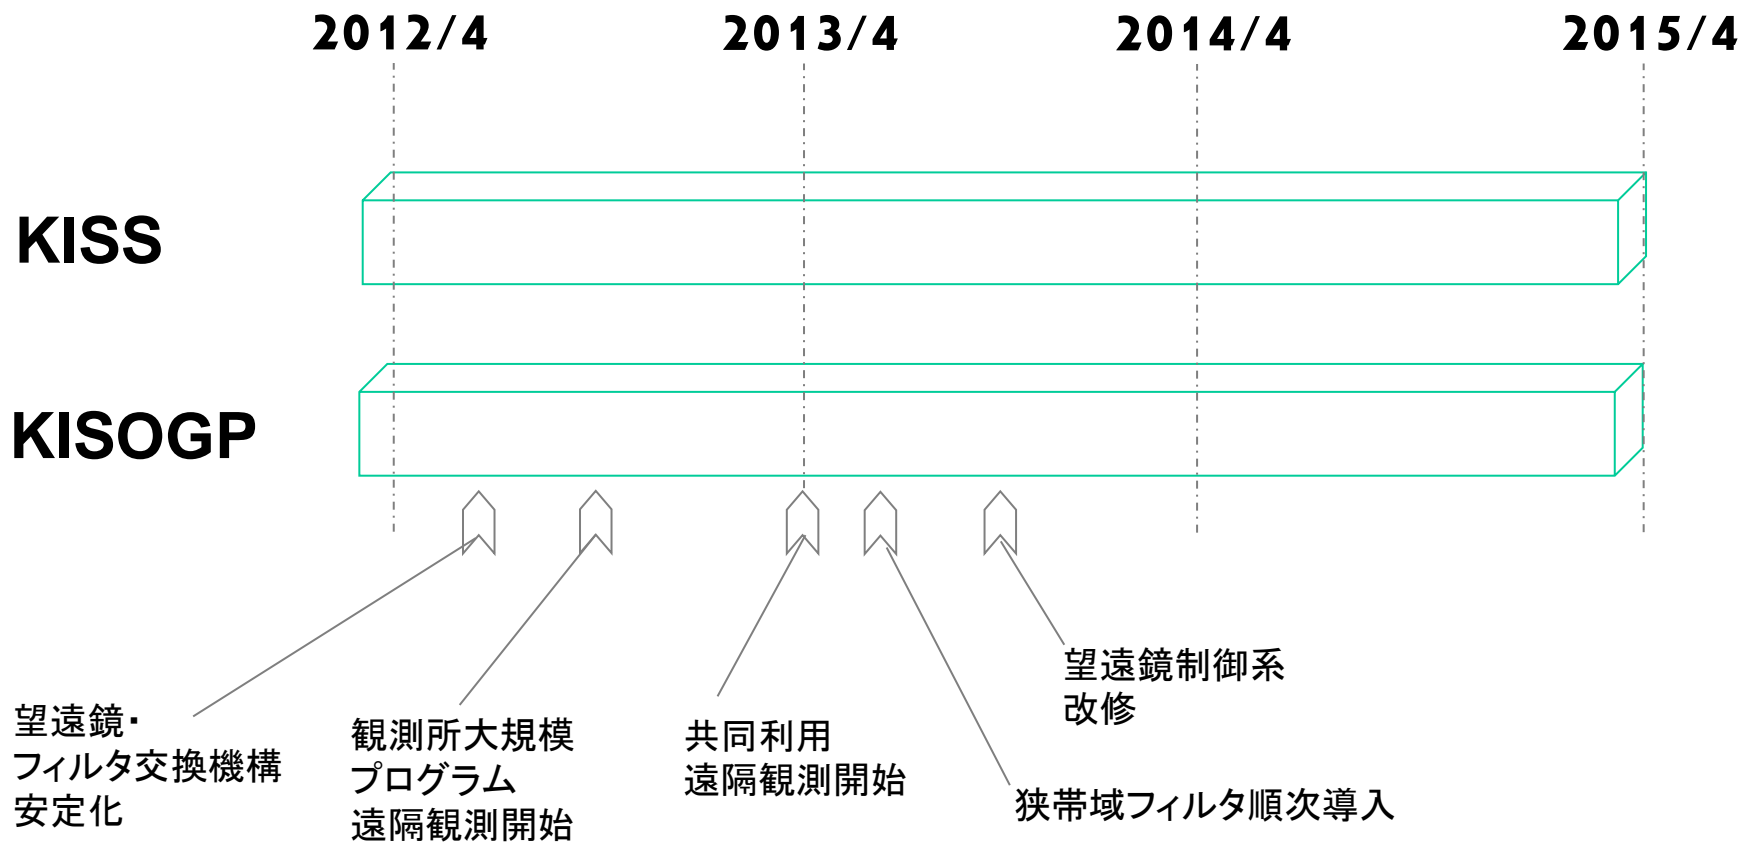 2012/4
2013/4
2014/4
2015/4
KISS
KISOGP
望遠鏡・
フィルタ交換機構
安定化
観測所大規模
プログラム
遠隔観測開始
共同利用
遠隔観測開始
狭帯域フィルタ順次導入
望遠鏡制御系
改修